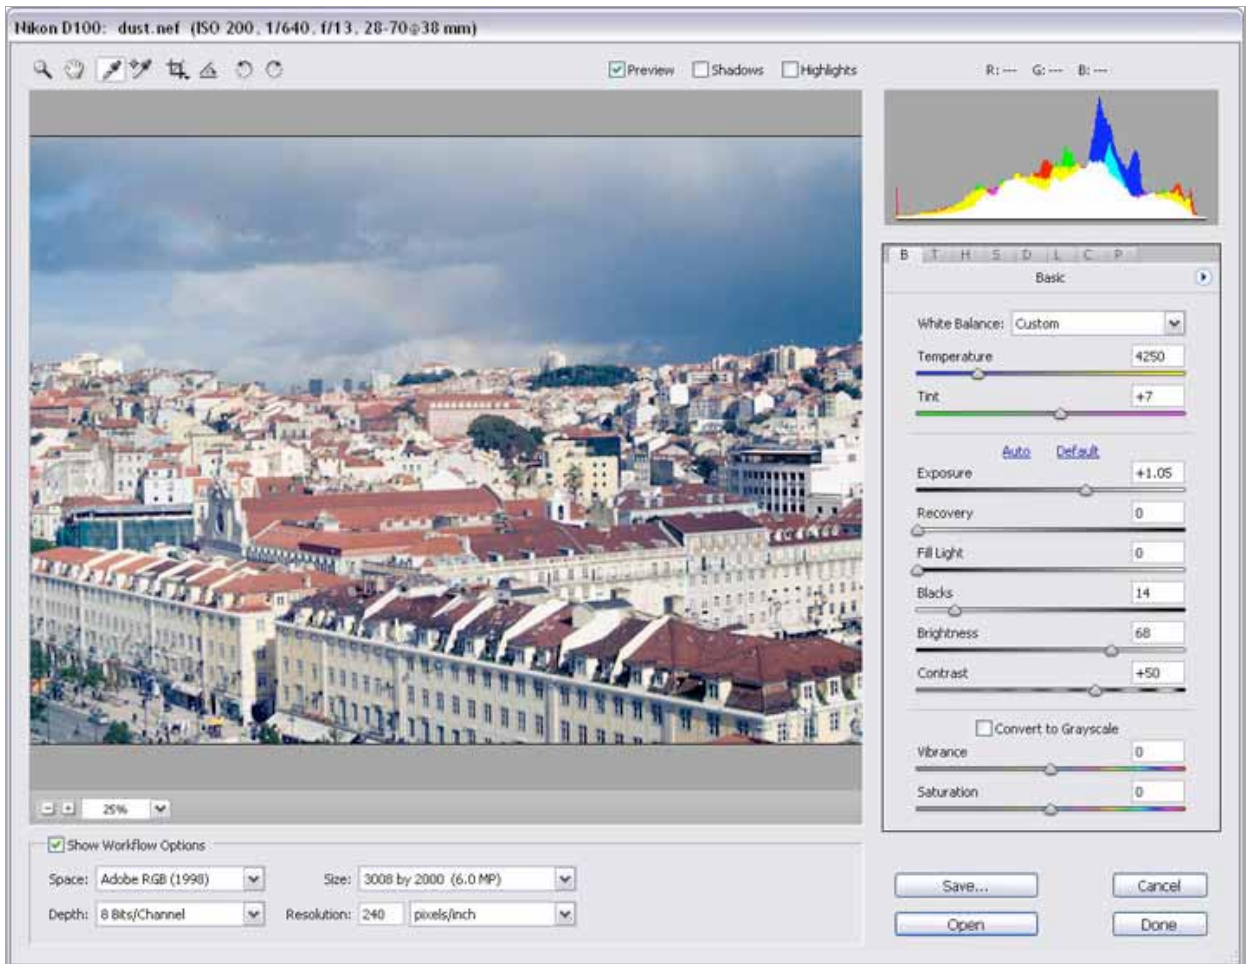 Nikon D100: dust.nef (ISO 200, 1/640, f/13, 28-70@38 mm)
Preview Shadows Highlights R: --- G: --- B: ---
B T H S D L C P
Basic
White Balance: Custom
Temperature 4250
Tint +7
Auto Default
Exposure +1.05
Recovery 0
Fill Light 0
Blacks 14
Brightness 68
Contrast +50
Convert to Grayscale
Vibrance 0
Saturation 0
25%
Show Workflow Options
Space: Adobe RGB (1998) Size: 3008 by 2000 (6.0 MP)
Depth: 8 Bits/Channel Resolution: 240 pixels/inch
Save... Cancel
Open Done